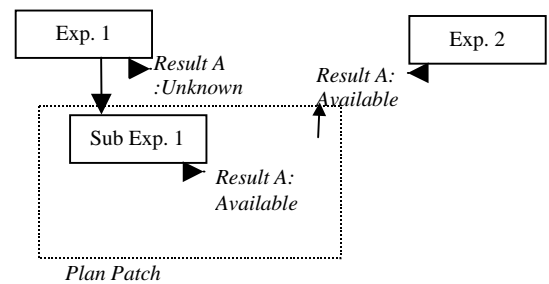 Exp. 1
Exp. 2
Result A
:Unknown
Result A:
Available
Sub Exp. 1
Result A:
Available
Plan Patch